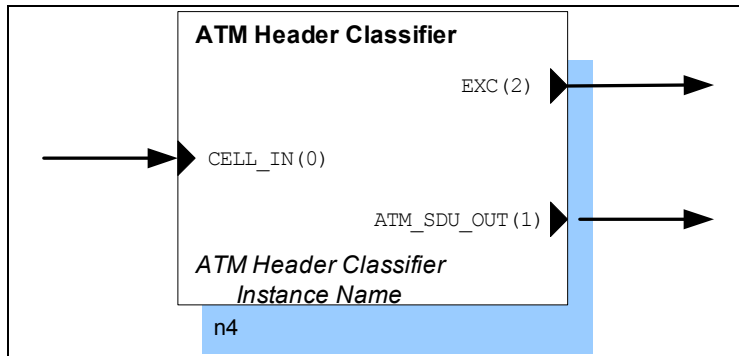 ATM Header Classifier
EXC(2)
CELL_IN(0)
ATM_SDU_OUT(1)
ATM Header Classifier
Instance Name
n4